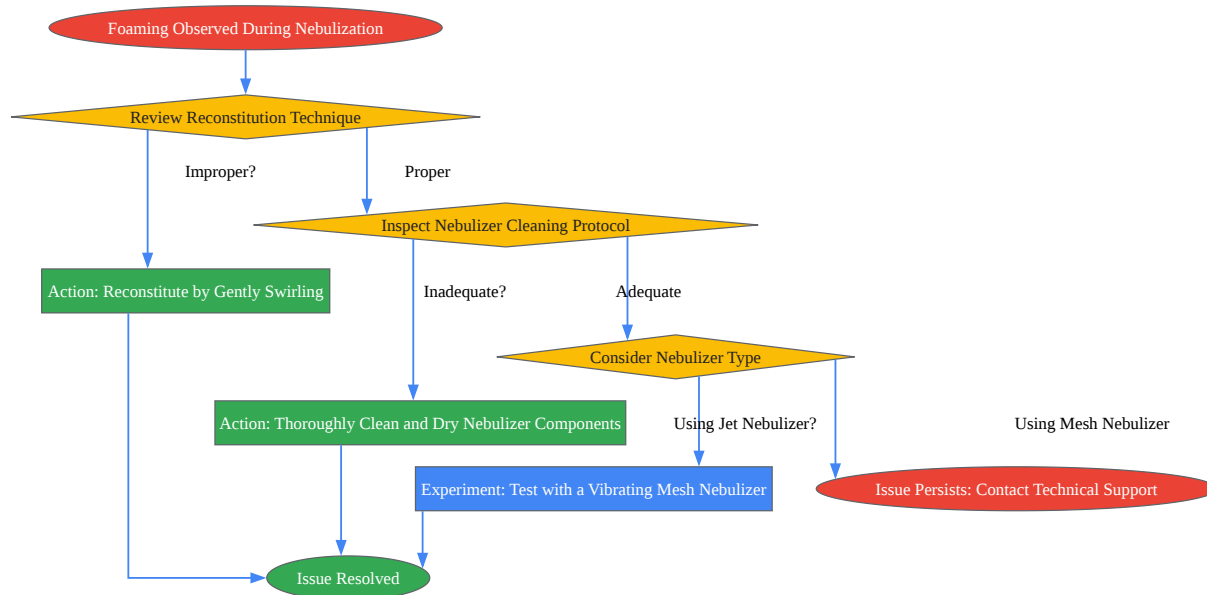 Foaming Observed During Nebulization
Review Reconstitution Technique
Improper?
Proper
Inspect Nebulizer Cleaning Protocol
Action: Reconstitute by Gently Swirling
Inadequate?
Adequate
Consider Nebulizer Type
Action: Thoroughly Clean and Dry Nebulizer Components
Using Jet Nebulizer?
Using Mesh Nebulizer
Experiment: Test with a Vibrating Mesh Nebulizer
Issue Persists: Contact Technical Support
Issue Resolved